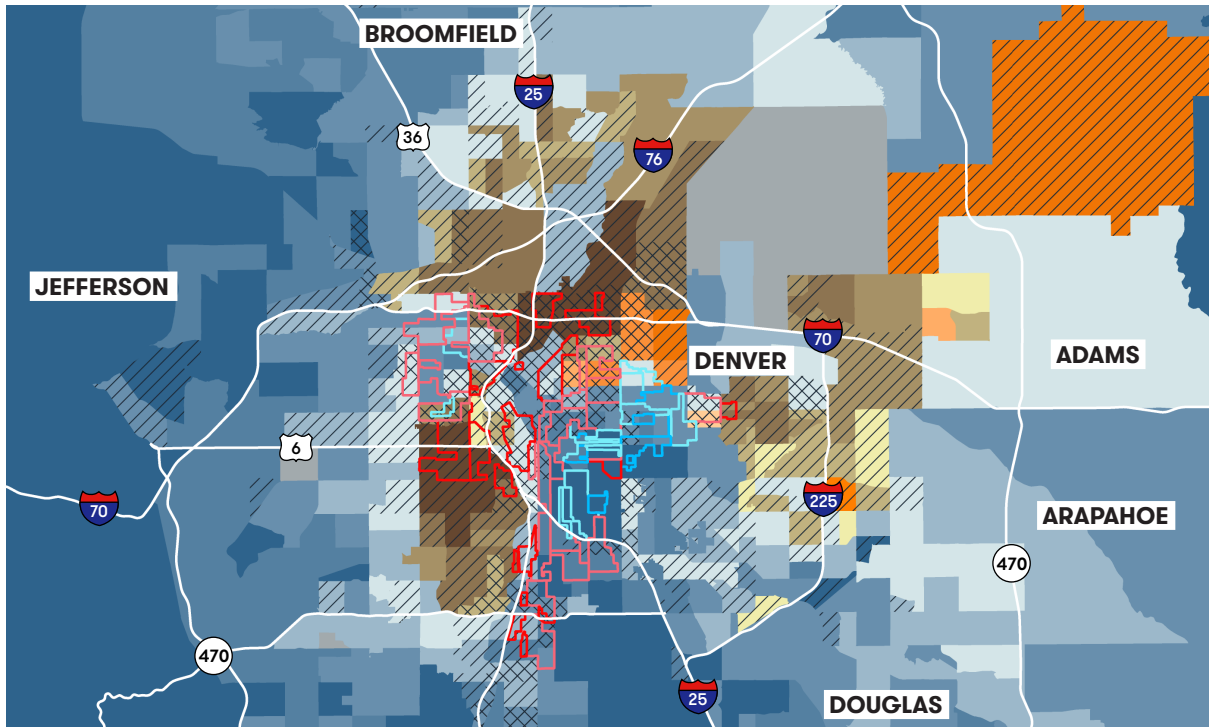 BROOMFIELD
25
36
76
JEFFERSON
70
DENVER
ADAMS
6
70
225
ARAPAHOE
470
470
25
DOUGLAS